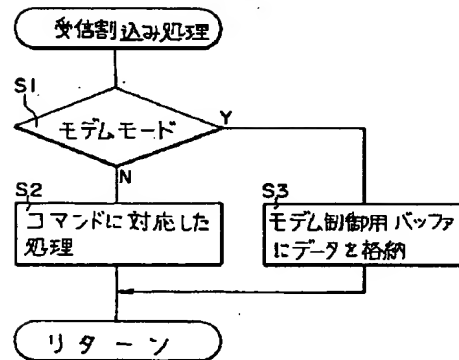 受信割込み処理
S1
モデムモード
Y
N
S2
コマンドに対応した
処理
S3
モデム制御用バッファ
にデータを格納
リターン